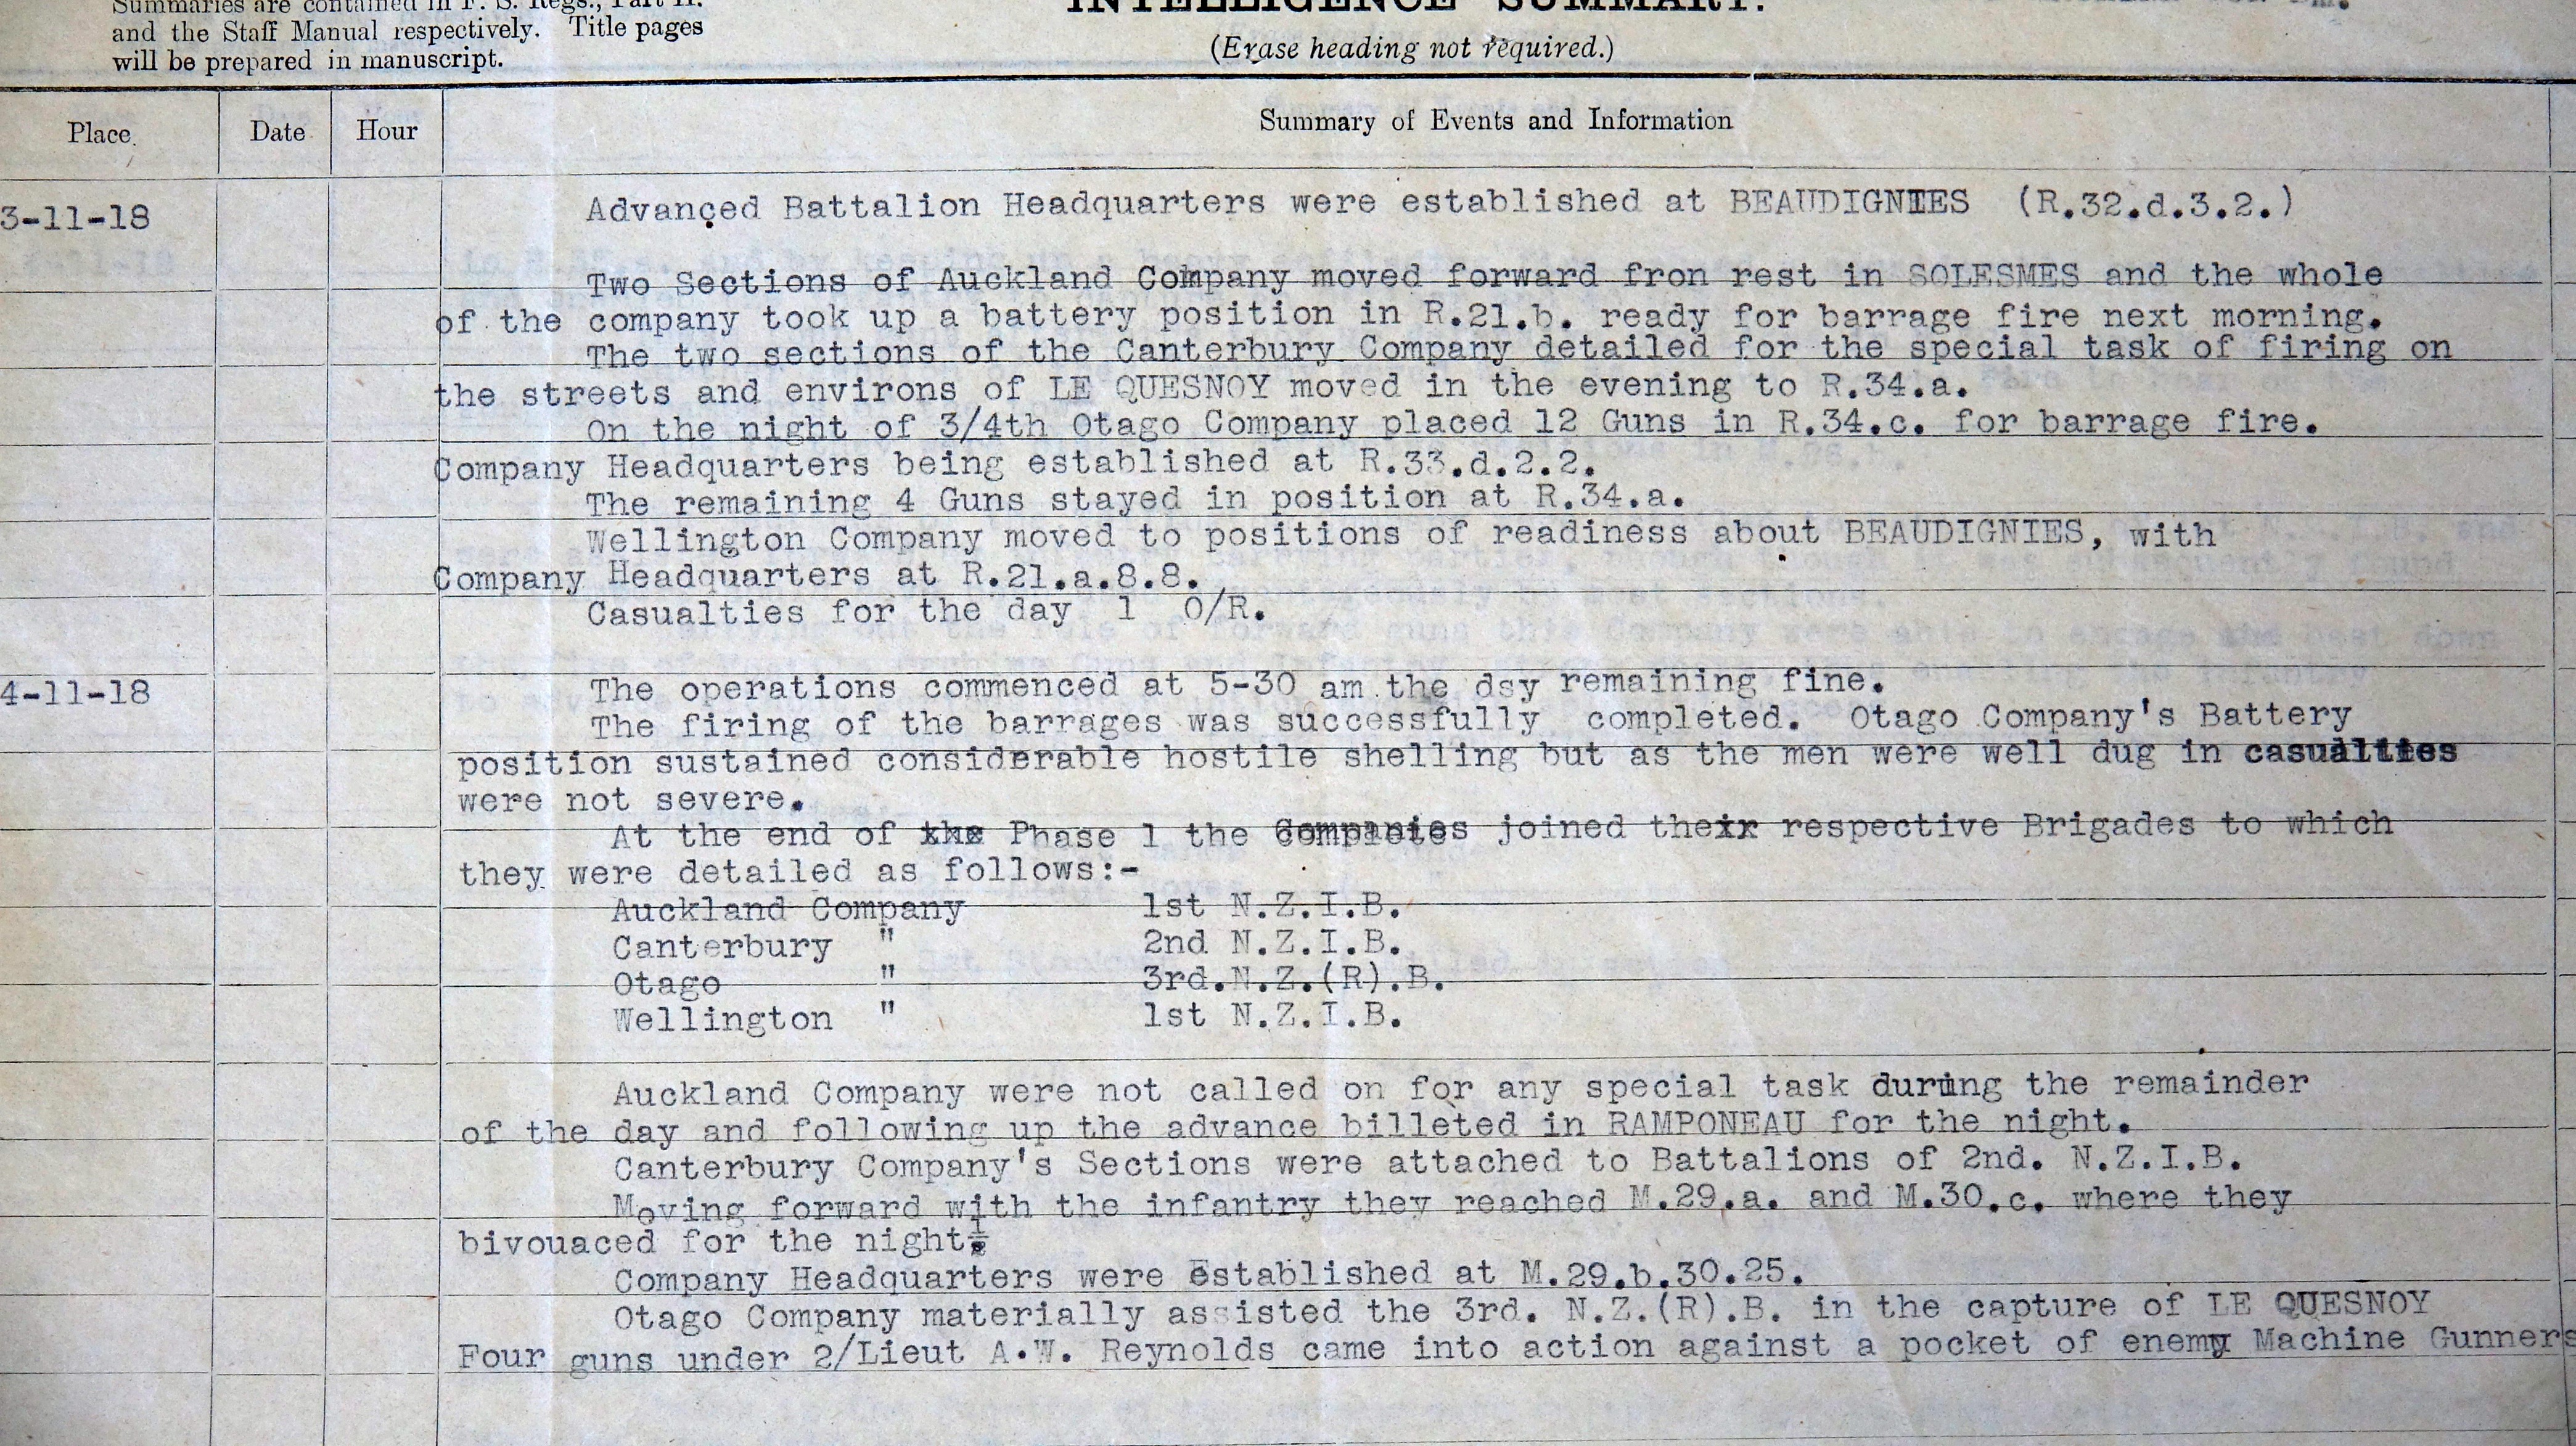 Summaries are contained in F. S. Regs., Part II.
and the Staff Manual respectively. Title pages
will be prepared in manuscript.
INTELLIGENCE SUMMARY.
(Erase heading not required.)
Place Date Hour Summary of Events and Information
3-11-18 Advanced Battalion Headquarters were established at BEAUDIGNIES (R.32.d.3.2.)
Two Sections of Auckland Company moved forward fron rest in SOLESMES and the whole
of the company took up a battery position in R.21.b. ready for barrage fire next morning.
The two sections of the Canterbury Company detailed for the special task of firing on
the streets and environs of LE QUESNOY moved in the evening to R.34.a.
On the night of 3/4th Otago Company placed 12 Guns in R.34.c. for barrage fire.
Company Headquarters being established at R.33.d.2.2.
The remaining 4 Guns stayed in position at R.34.a.
Wellington Company moved to positions of readiness about BEAUDIGNIES, with
Company Headquarters at R.21.a.8.8.
Casualties for the day 1 O/R.
4-11-18 The operations commenced at 5-30 am the dsy remaining fine.
The firing of the barrages was successfully completed. Otago Company's Battery
position sustained considerable hostile shelling but as the men were well dug in casualties
were not severe.
At the end of the Phase 1 the Companies joined their respective Brigades to which
they were detailed as follows:-
Auckland Company 1st N.Z.I.B.
Canterbury " 2nd N.Z.I.B.
Otago " 3rd.N.Z.(R).B.
Wellington " 1st N.Z.I.B.
Auckland Company were not called on for any special task during the remainder
of the day and following up the advance billeted in RAMPONEAU for the night.
Canterbury Company's Sections were attached to Battalions of 2nd. N.Z.I.B.
Moving forward with the infantry they reached M.29.a. and M.30.c. where they
bivouaced for the night.
Company Headquarters were established at M.29.b.30.25.
Otago Company materially assisted the 3rd. N.Z.(R).B. in the capture of LE QUESNOY
Four guns under 2/Lieut A.W. Reynolds came into action against a pocket of enemy Machine Gunners